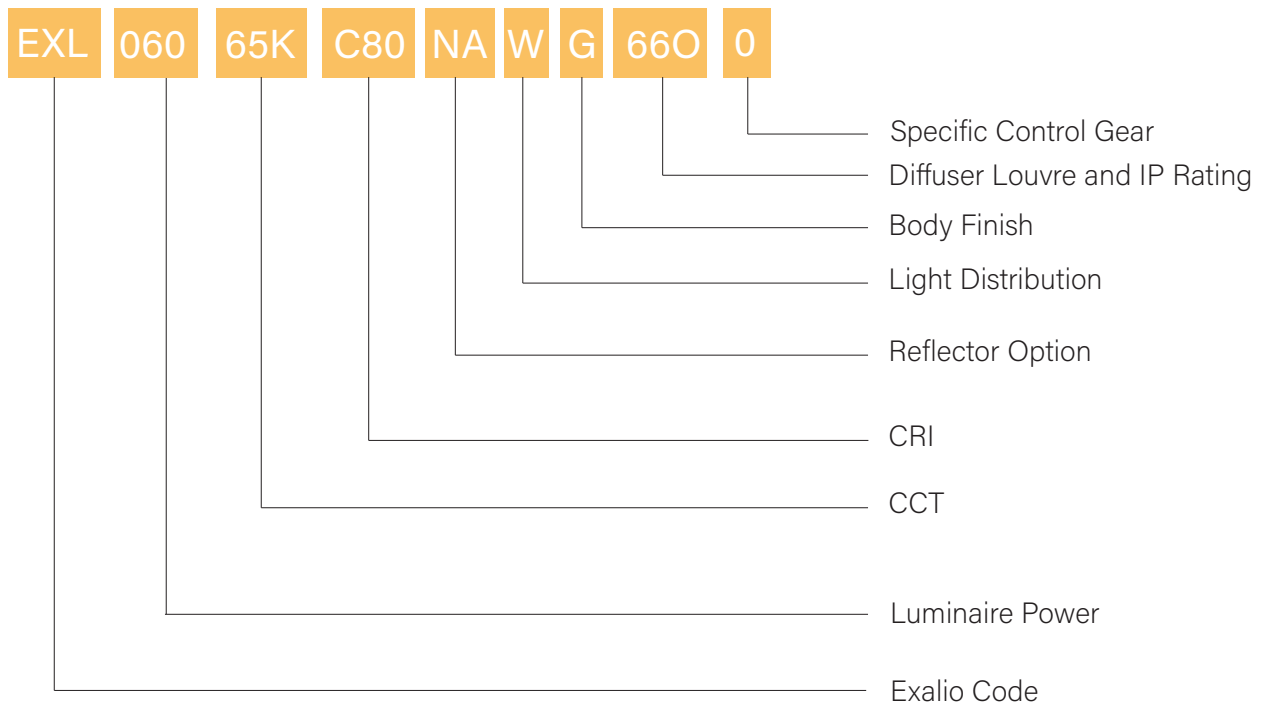 EXL 060 65K C80 NA W G 66O 0
Specific Control Gear
Diffuser Louvre and IP Rating
Body Finish
Light Distribution
Reflector Option
CRI
CCT
Luminaire Power
Exalio Code